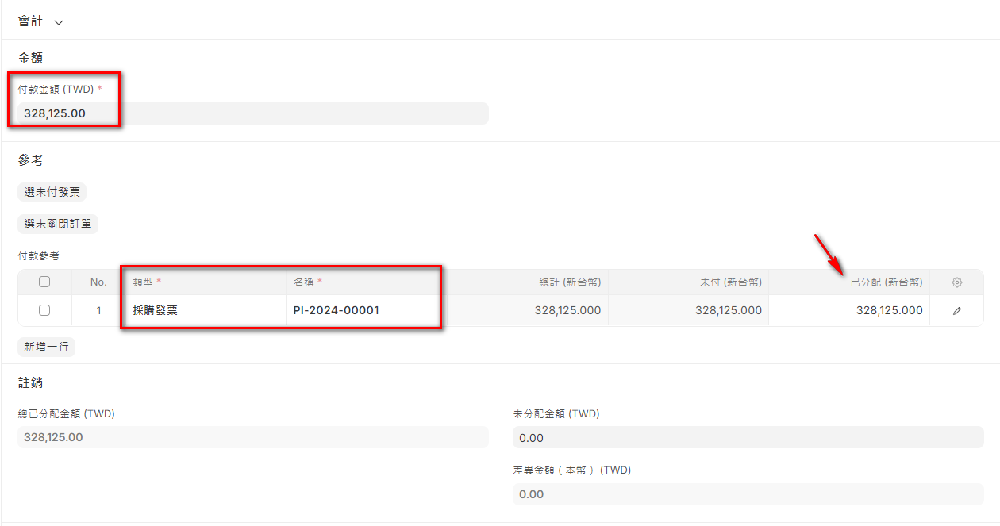 會計
金額
付款金額 (TWD) *
328,125.00
參考
選未付發票
選未關閉訂單
付款參考
No. 類型 * 名稱 * 總計 (新台幣) 未付 (新台幣) 已分配 (新台幣)
1 採購發票 PI-2024-00001 328,125.000 328,125.000 328,125.000
新增一行
註銷
總已分配金額 (TWD) 未分配金額 (TWD)
328,125.00 0.00
差異金額（本幣） (TWD)
0.00